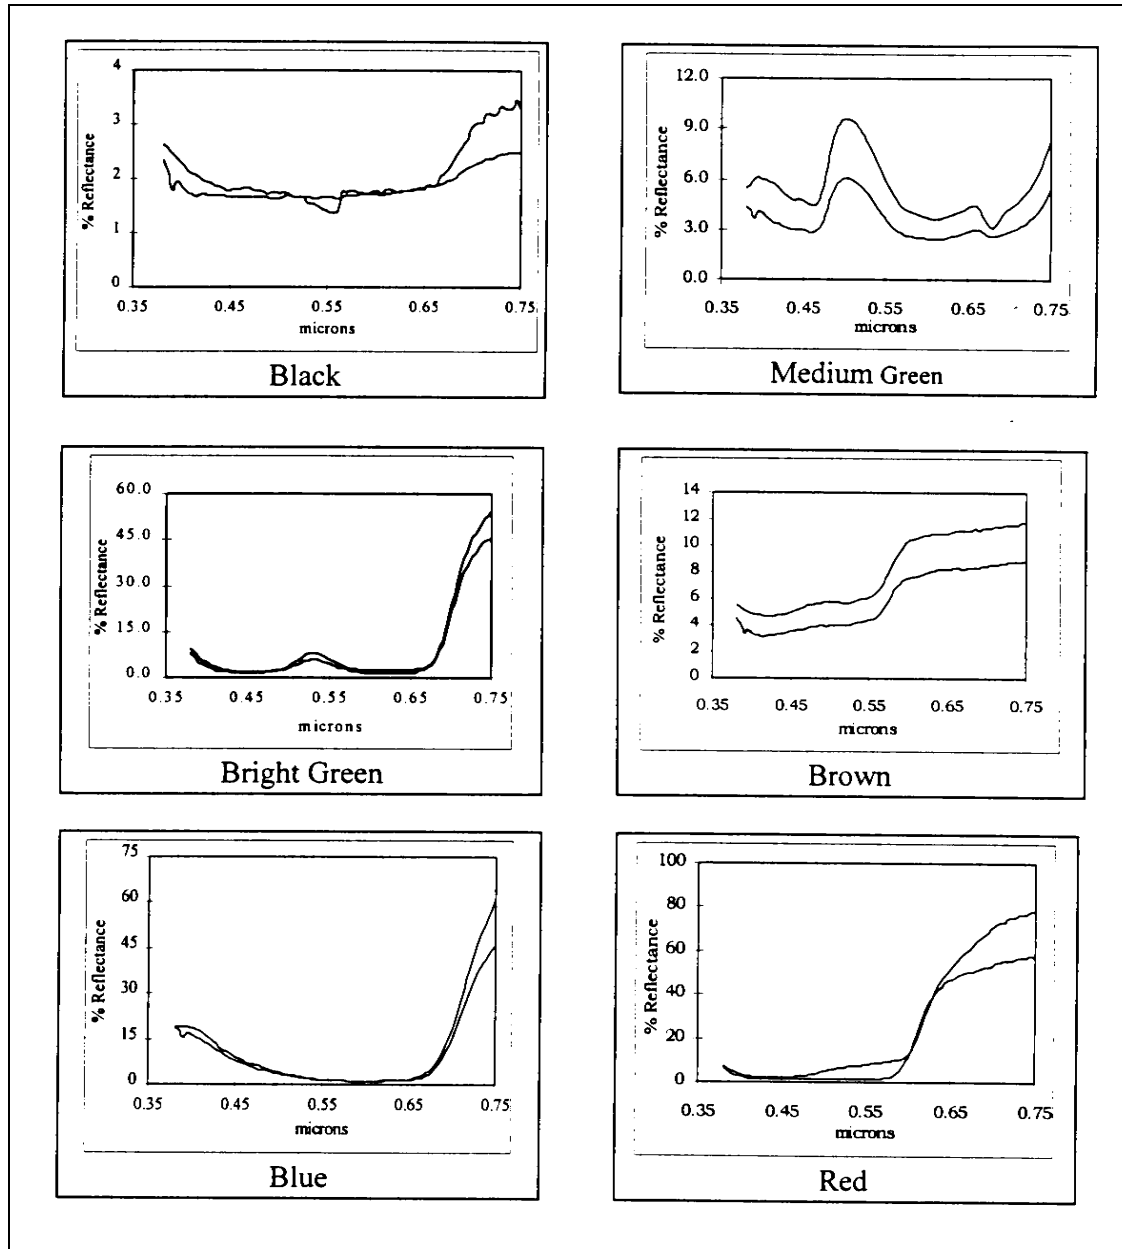 4
3
2
1
0
% Reflectance
0.35 0.45 0.55 0.65 0.75
microns
Black
12.0
9.0
6.0
3.0
0.0
% Reflectance
0.35 0.45 0.55 0.65 0.75
microns
Medium Green
60.0
45.0
30.0
15.0
0.0
% Reflectance
0.35 0.45 0.55 0.65 0.75
microns
Bright Green
14
12
10
8
6
4
2
0
% Reflectance
0.35 0.45 0.55 0.65 0.75
microns
Brown
75
60
45
30
15
0
% Reflectance
0.35 0.45 0.55 0.65 0.75
microns
Blue
100
80
60
40
20
0
% Reflectance
0.35 0.45 0.55 0.65 0.75
microns
Red